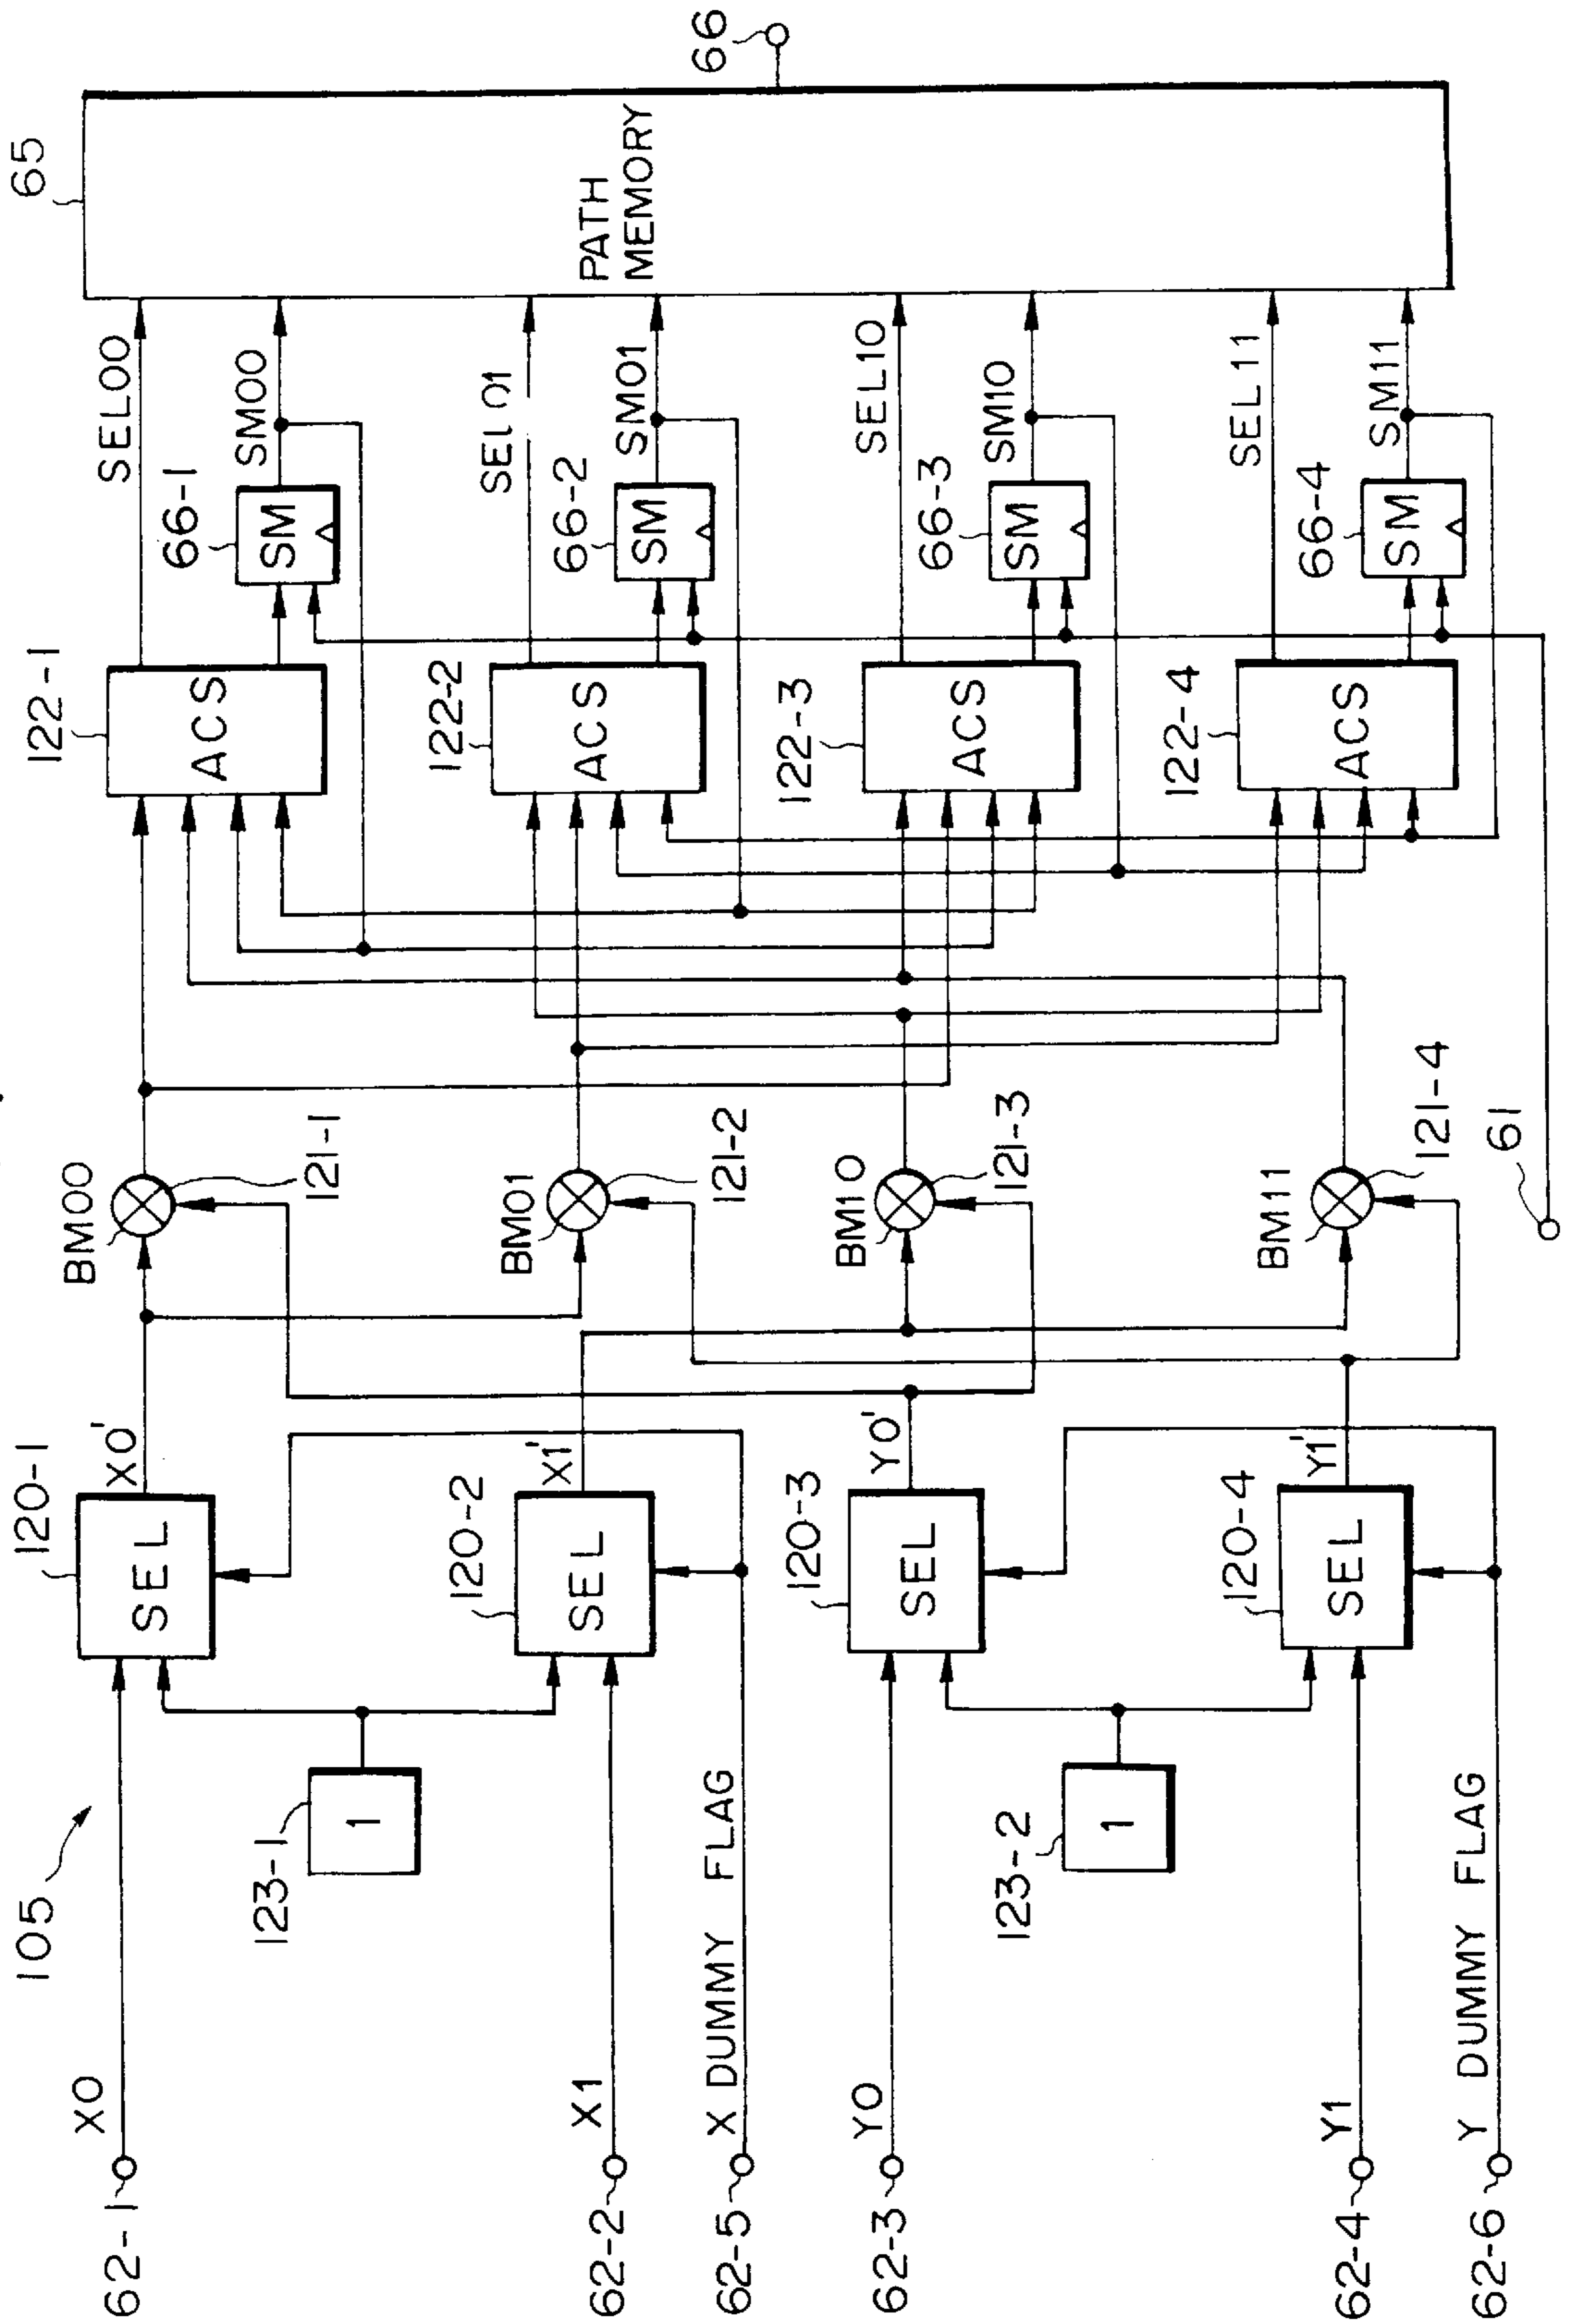 105
62-1
X0
120-1
SEL
X0'
BM00
121-1
122-1
ACS
SEL00
66-1
SM
SM00
65
PATH
MEMORY
66
123-1
1
62-2
X1
120-2
SEL
X1'
BM01
121-2
122-2
ACS
SEL01
66-2
SM
SM01
62-5
X DUMMY FLAG
62-3
Y0
120-3
SEL
Y0'
BM10
121-3
122-3
ACS
SEL10
66-3
SM
SM10
123-2
1
62-4
Y1
120-4
SEL
Y1'
BM11
121-4
122-4
ACS
SEL11
66-4
SM
SM11
62-6
Y DUMMY FLAG
61